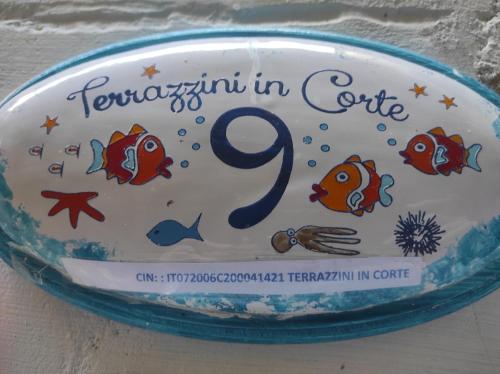 Terrazzini in Corte
9
CIN: : IT072006C200041421 TERRAZZINI IN CORTE